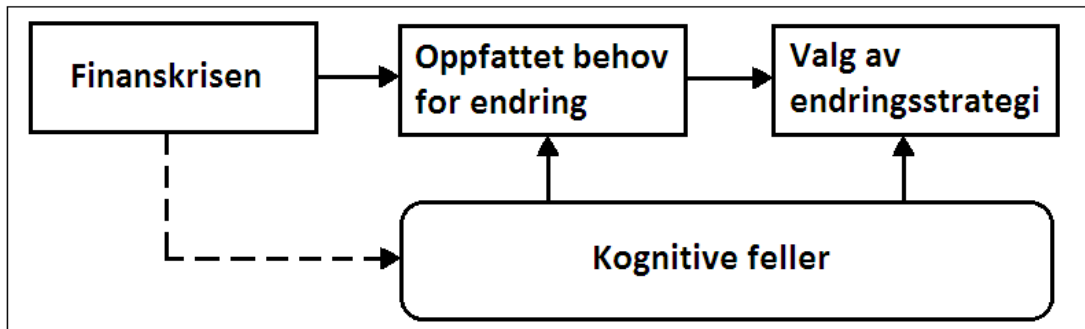 Finanskrisen
Oppfattet behov
for endring
Valg av
endringsstrategi
Kognitive feller